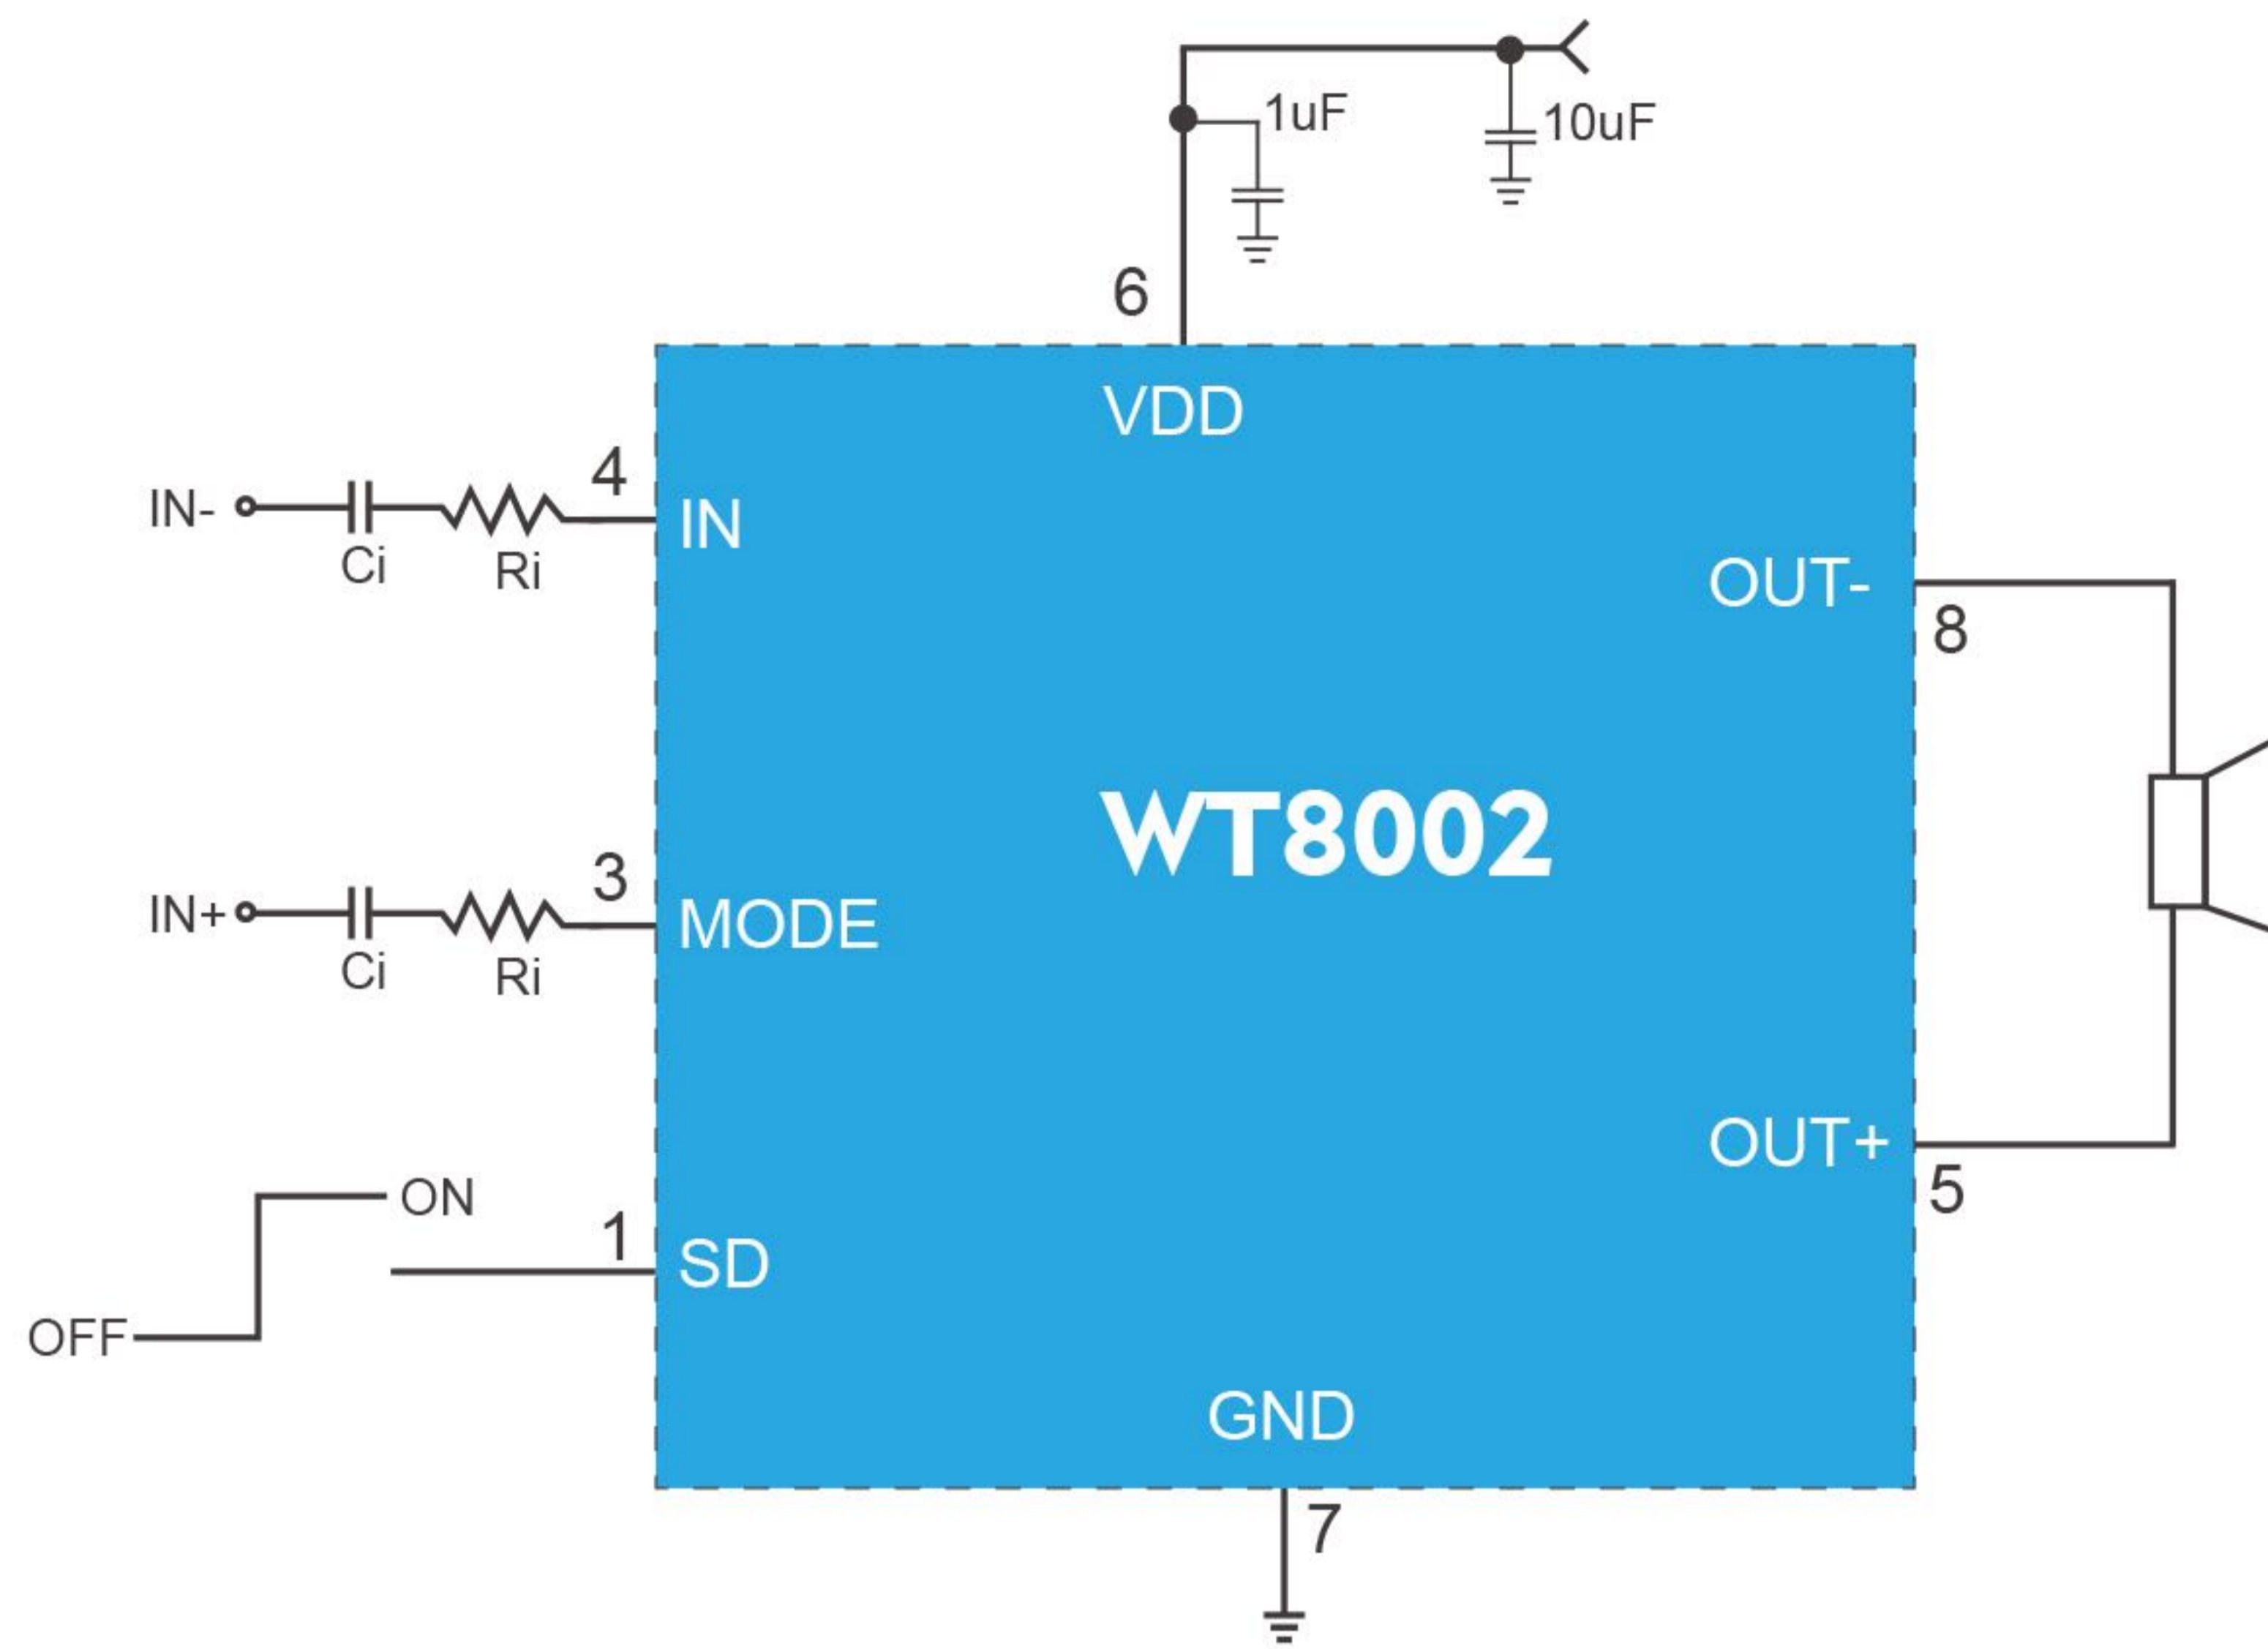 1uF
10uF
6
VDD
IN-
Ci
Ri
4
IN
OUT-
8
WT8002
IN+
Ci
Ri
3
MODE
OUT+
5
ON
OFF
1
SD
GND
7